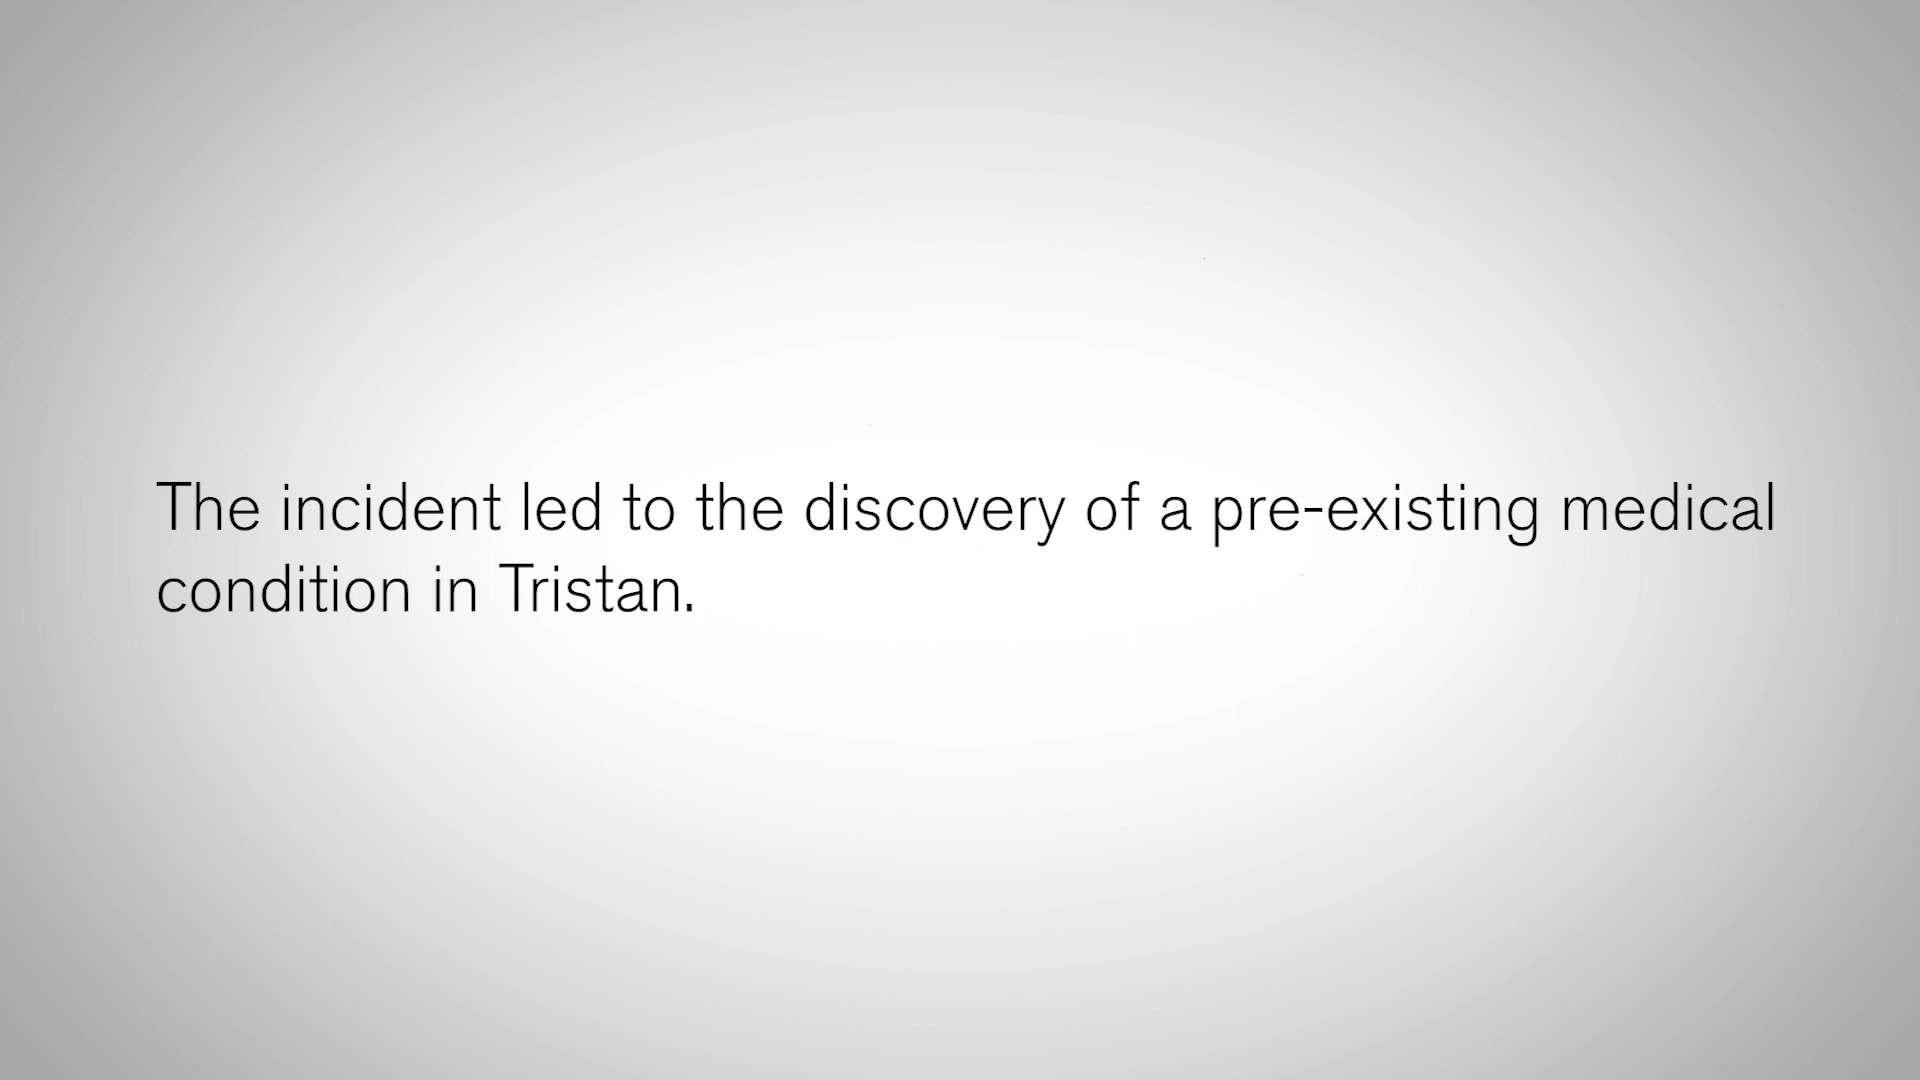 The incident led to the discovery of a pre-existing medical
condition in Tristan.